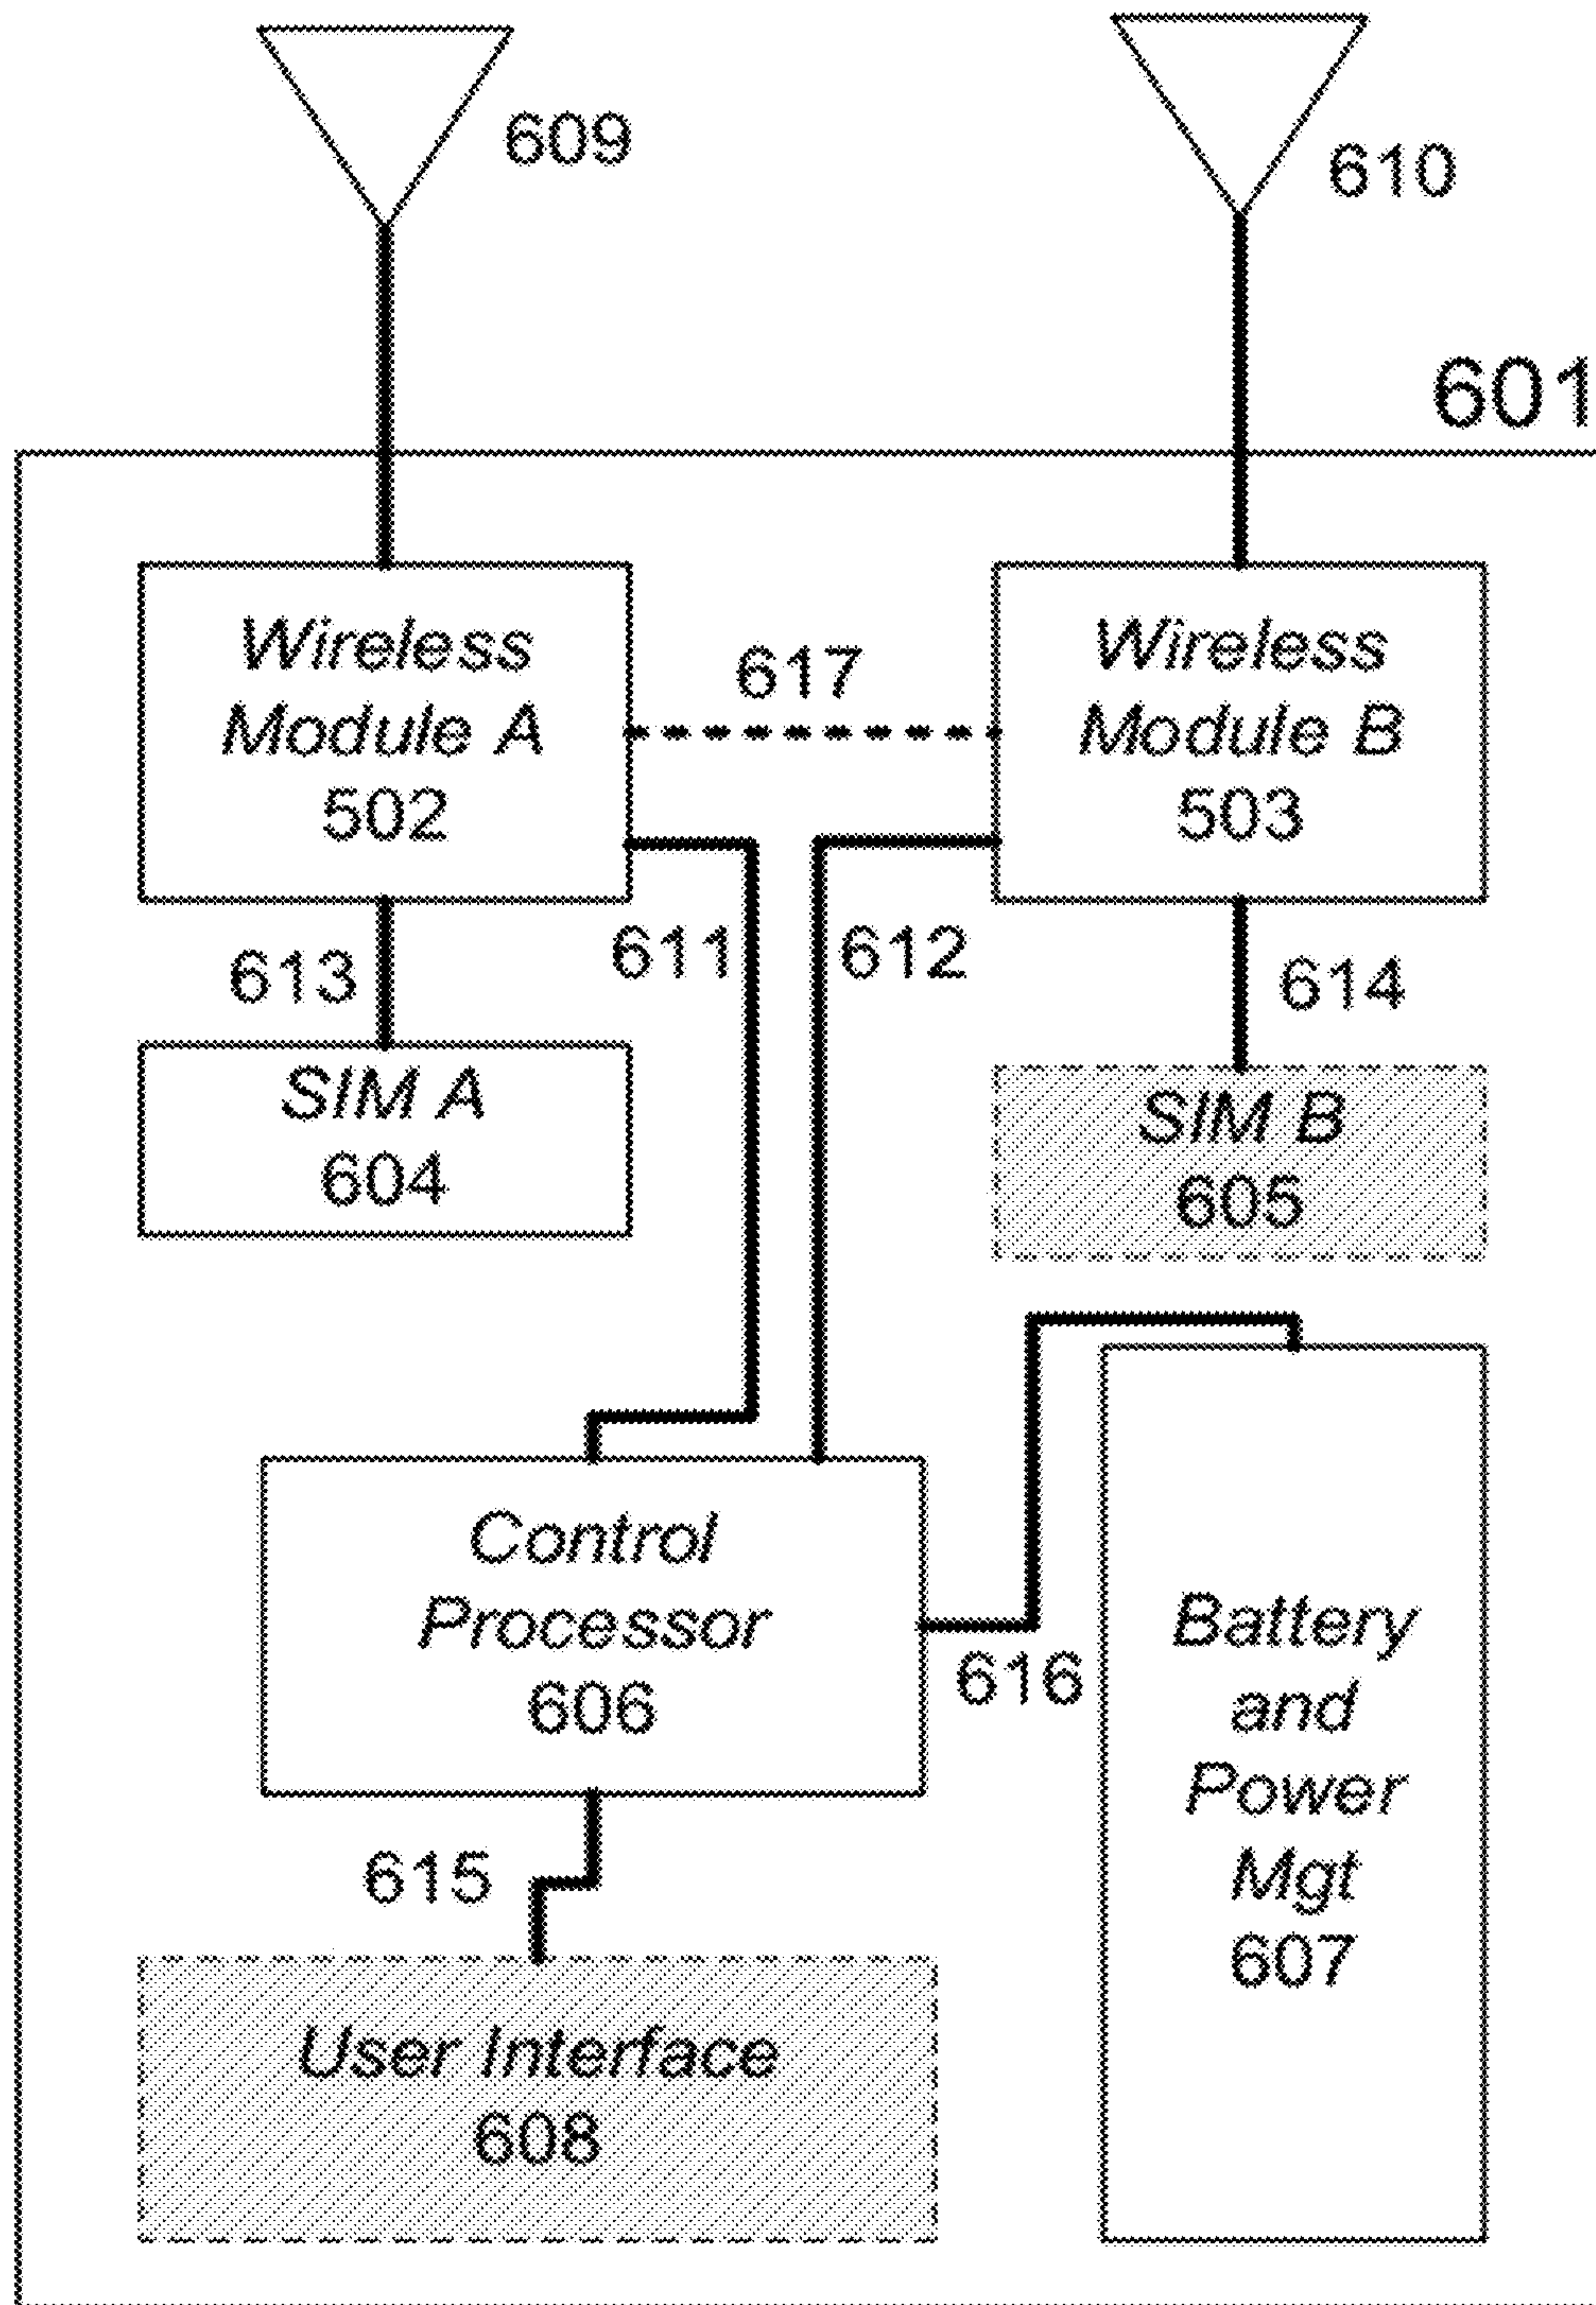 609
610
601
Wireless
Module A
502
617
Wireless
Module B
503
613
611
612
614
SIM A
604
SIM B
605
Control
Processor
606
616
Battery
and
Power
Mgt
607
615
User Interface
608